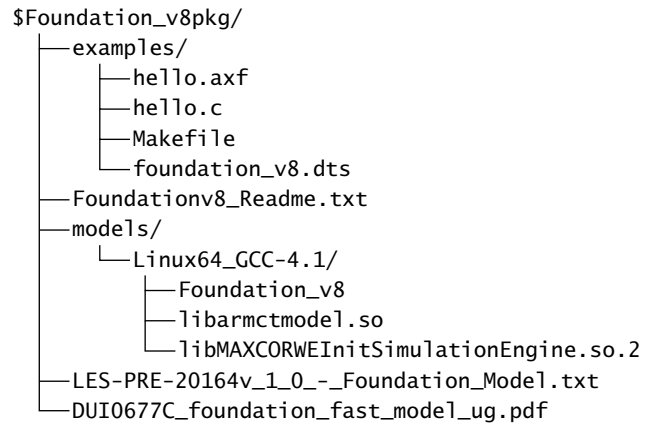 $Foundation_v8pkg/
examples/
hello.axf
hello.c
Makefile
foundation_v8.dts
Foundationv8_Readme.txt
models/
Linux64_GCC-4.1/
Foundation_v8
libarmctmodel.so
libMAXCORWEInitSimulationEngine.so.2
LES-PRE-20164v_1_0_-_Foundation_Model.txt
DUI0677C_foundation_fast_model_ug.pdf